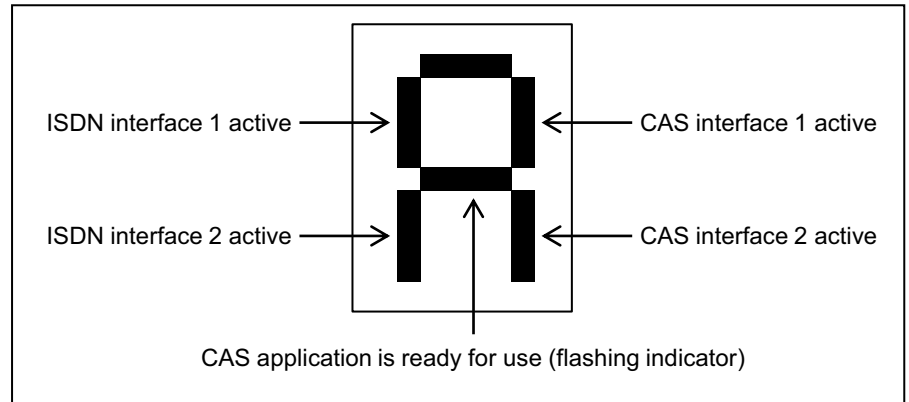 ISDN interface 1 active
CAS interface 1 active
ISDN interface 2 active
CAS interface 2 active
CAS application is ready for use (flashing indicator)